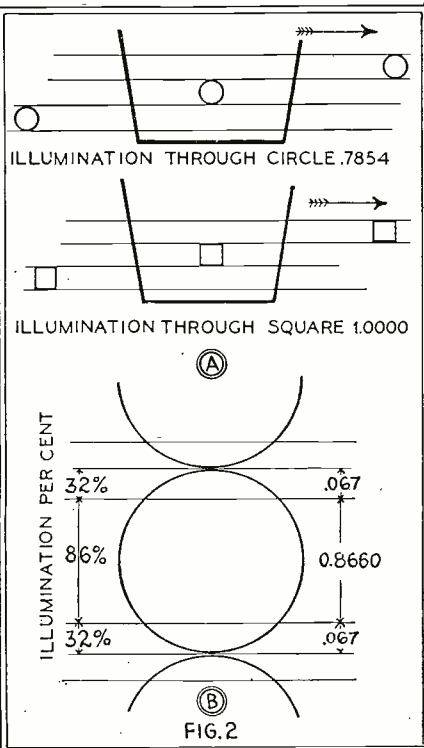 ILLUMINATION THROUGH CIRCLE .7854
ILLUMINATION THROUGH SQUARE 1.0000
A
ILLUMINATION PER CENT
32% .067
86% 0.8660
32% .067
B
FIG.2